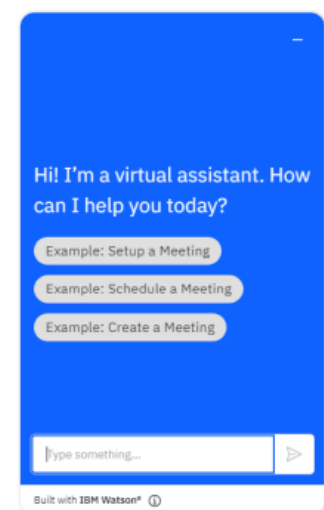 Hi! I'm a virtual assistant. How
can I help you today?
Example: Setup a Meeting
Example: Schedule a Meeting
Example: Create a Meeting
Type something...
Built with IBM Watson®